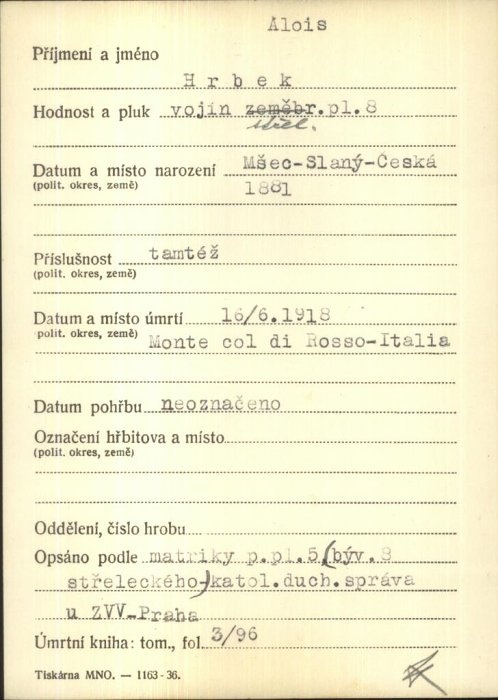 Alois
Příjmení a jméno
Hrbek
Hodnost a pluk vojín zeměbr.pl.8
střel.
Datum a místo narození Mšec-Slaný-Česká
(polit. okres, země) 1881
Příslušnost tamtéž
(polit. okres, země)
Datum a místo úmrtí 16/6.1918
(polit. okres, země) Monte col di Rosso-Italia
Datum pohřbu neoznačeno
Označení hřbitova a místo
(polit. okres, země)
Oddělení, číslo hrobu
Opsáno podle matriky p.pl.5,(býv.8
střeleckého-)katol.duch.správa
u ZVV-Praha
Úmrtní kniha: tom., fol. 3/96
Tiskárna MNO. — 1163-36.